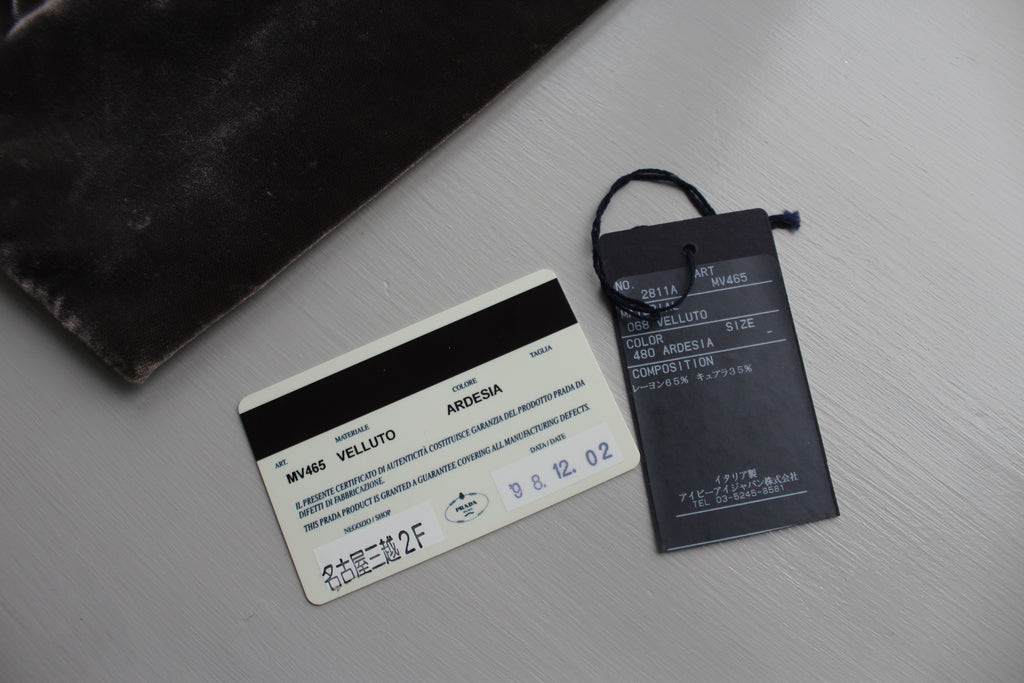 ART. MATERIALE COLORE TAGLIA
MV465 VELLUTO ARDESIA
IL PRESENTE CERTIFICATO DI AUTENTICITÀ COSTITUISCE GARANZIA DEL PRODOTTO PRADA DA
DIFETTI DI FABBRICAZIONE.
THIS PRADA PRODUCT IS GRANTED A GUARANTEE COVERING ALL MANUFACTURING DEFECTS.
NEGOZIO / SHOP
名古屋三越2F
PRADA
DATA / DATE
'98.12.02
NO. ART
2811A MV465
MATERIAL
068 VELLUTO
COLOR SIZE
480 ARDESIA -
COMPOSITION
レーヨン65% キュプラ35%
イタリア製
アイピーアイジャパン株式会社
TEL 03-5245-8581